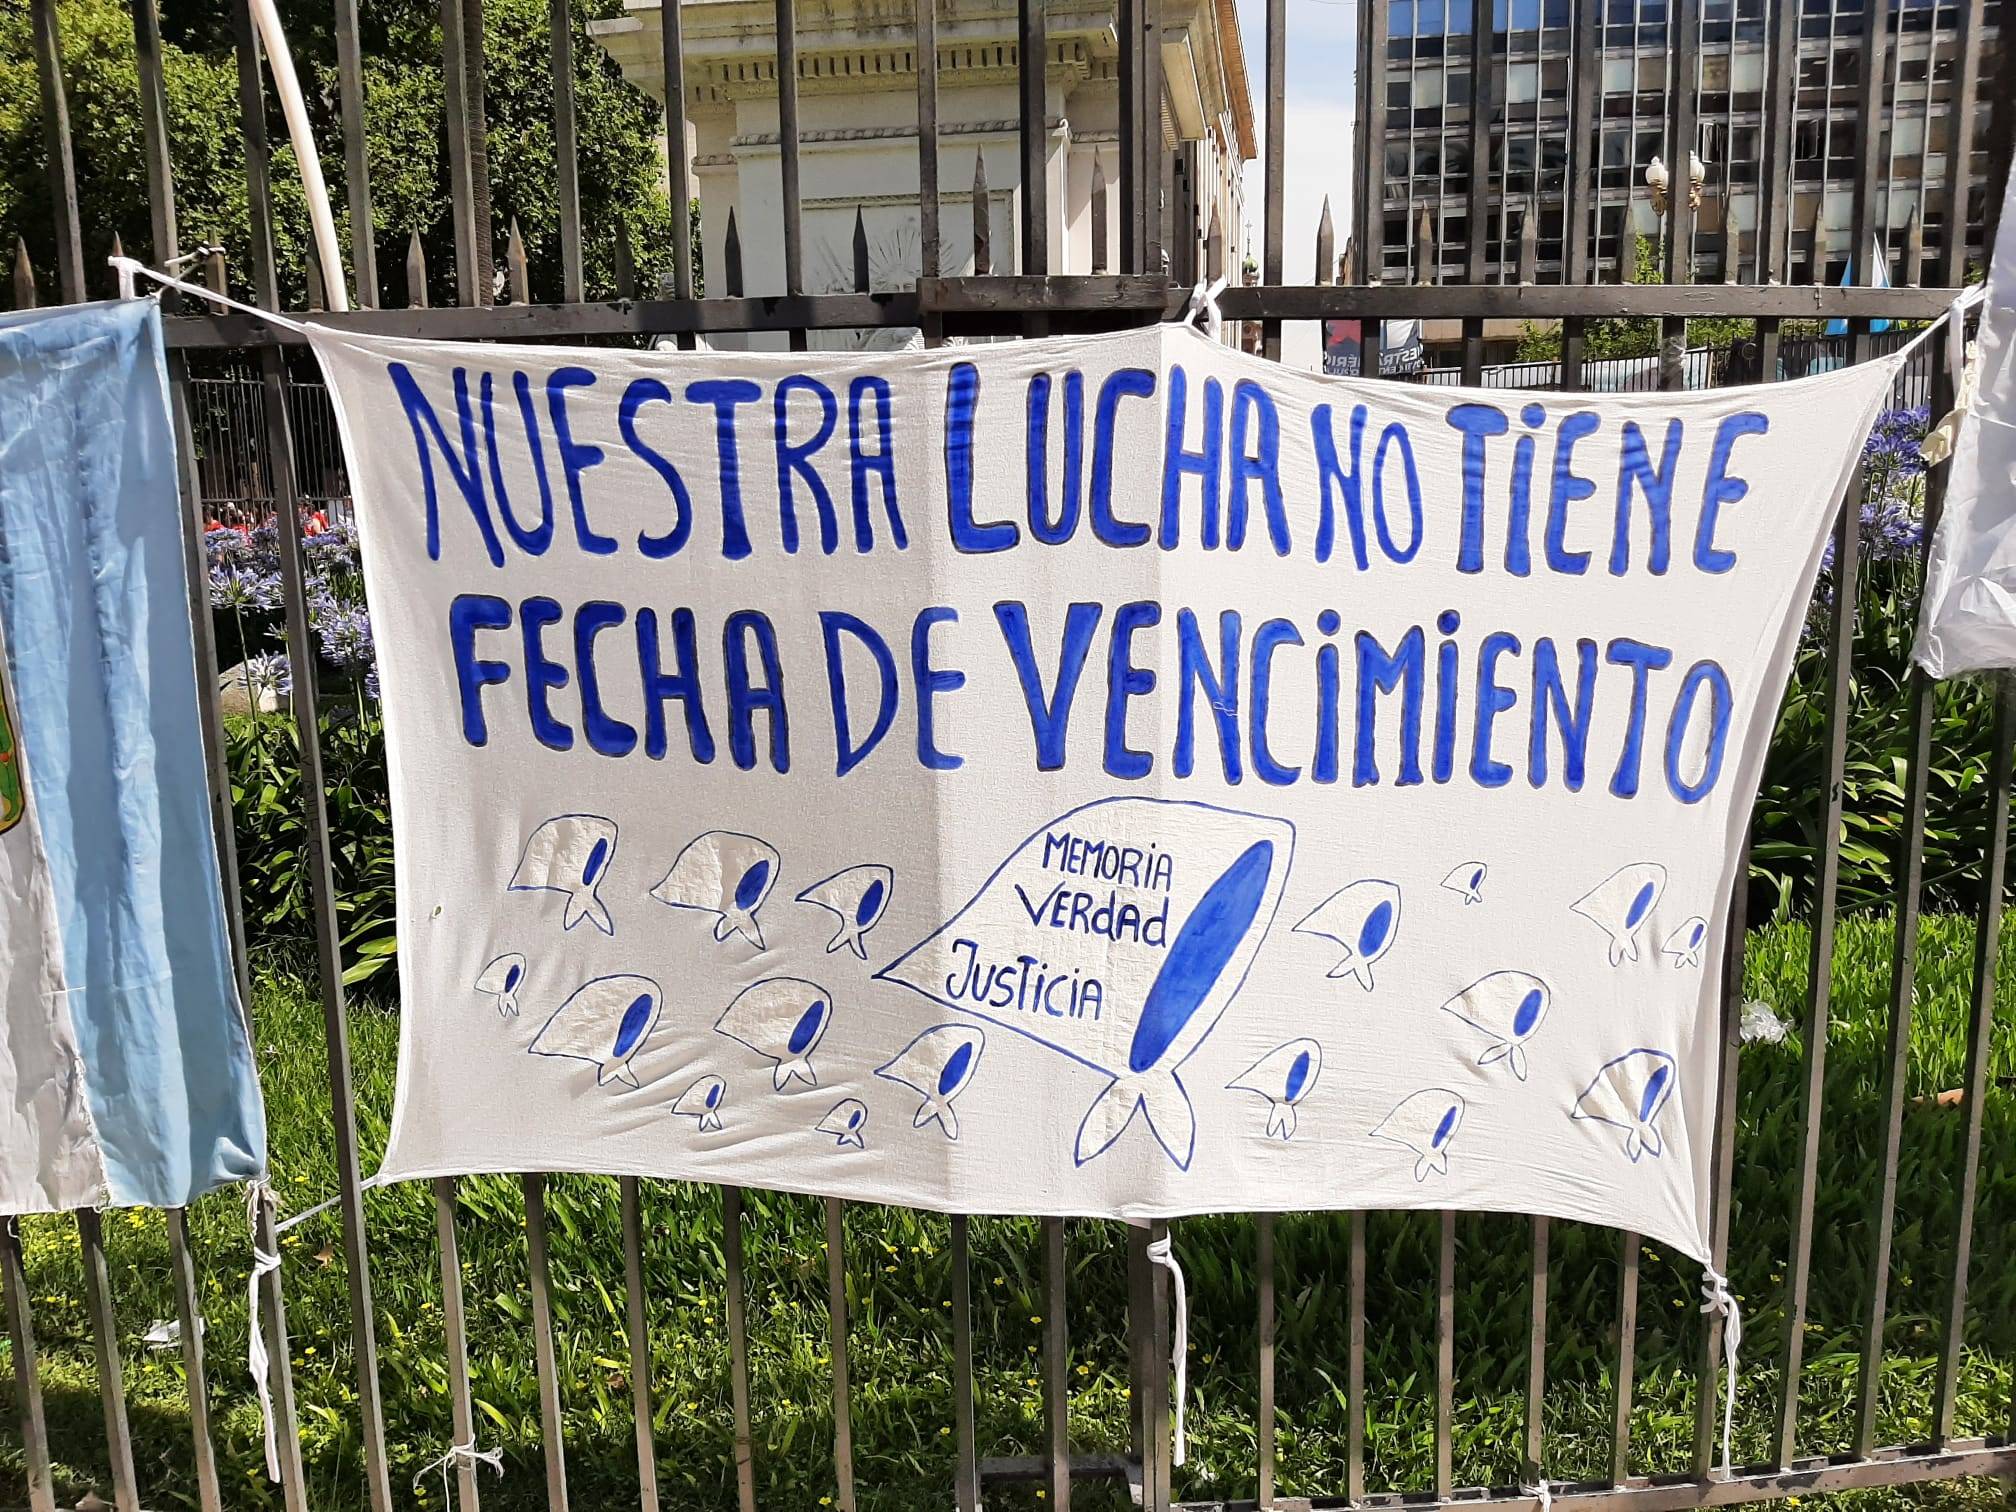 NUESTRA LUCHA NO TIENE
FECHA DE VENCIMIENTO
MEMORIA
VERdAd
JUSTICIA